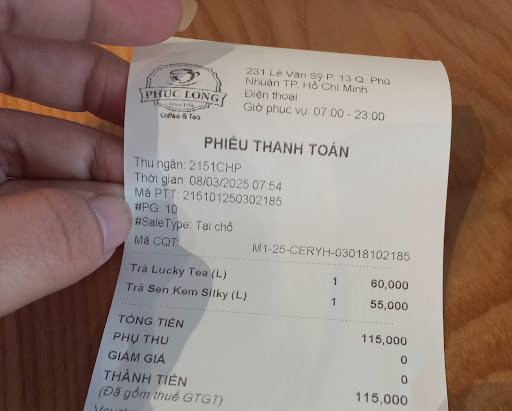 PHUC LONG
SINCE 1968
Coffee & Tea
231 Lê Văn Sỹ P. 13 Q. Phú
Nhuận TP. Hồ Chí Minh
Điện thoại:
Giờ phục vụ: 07:00 - 23:00
PHIẾU THANH TOÁN
Thu ngân: 2151CHP
Thời gian: 08/03/2025 07:54
Mã PTT: 215101250302185
#PG: 10
#SaleType: Tại chỗ
Mã CQT: M1-25-CERYH-03018102185
Trà Lucky Tea (L) 1 60,000
Trà Sen Kem Silky (L) 1 55,000
TỔNG TIỀN 115,000
PHỤ THU 0
GIẢM GIÁ 0
THÀNH TIỀN 115,000
(Đã gồm thuế GTGT)